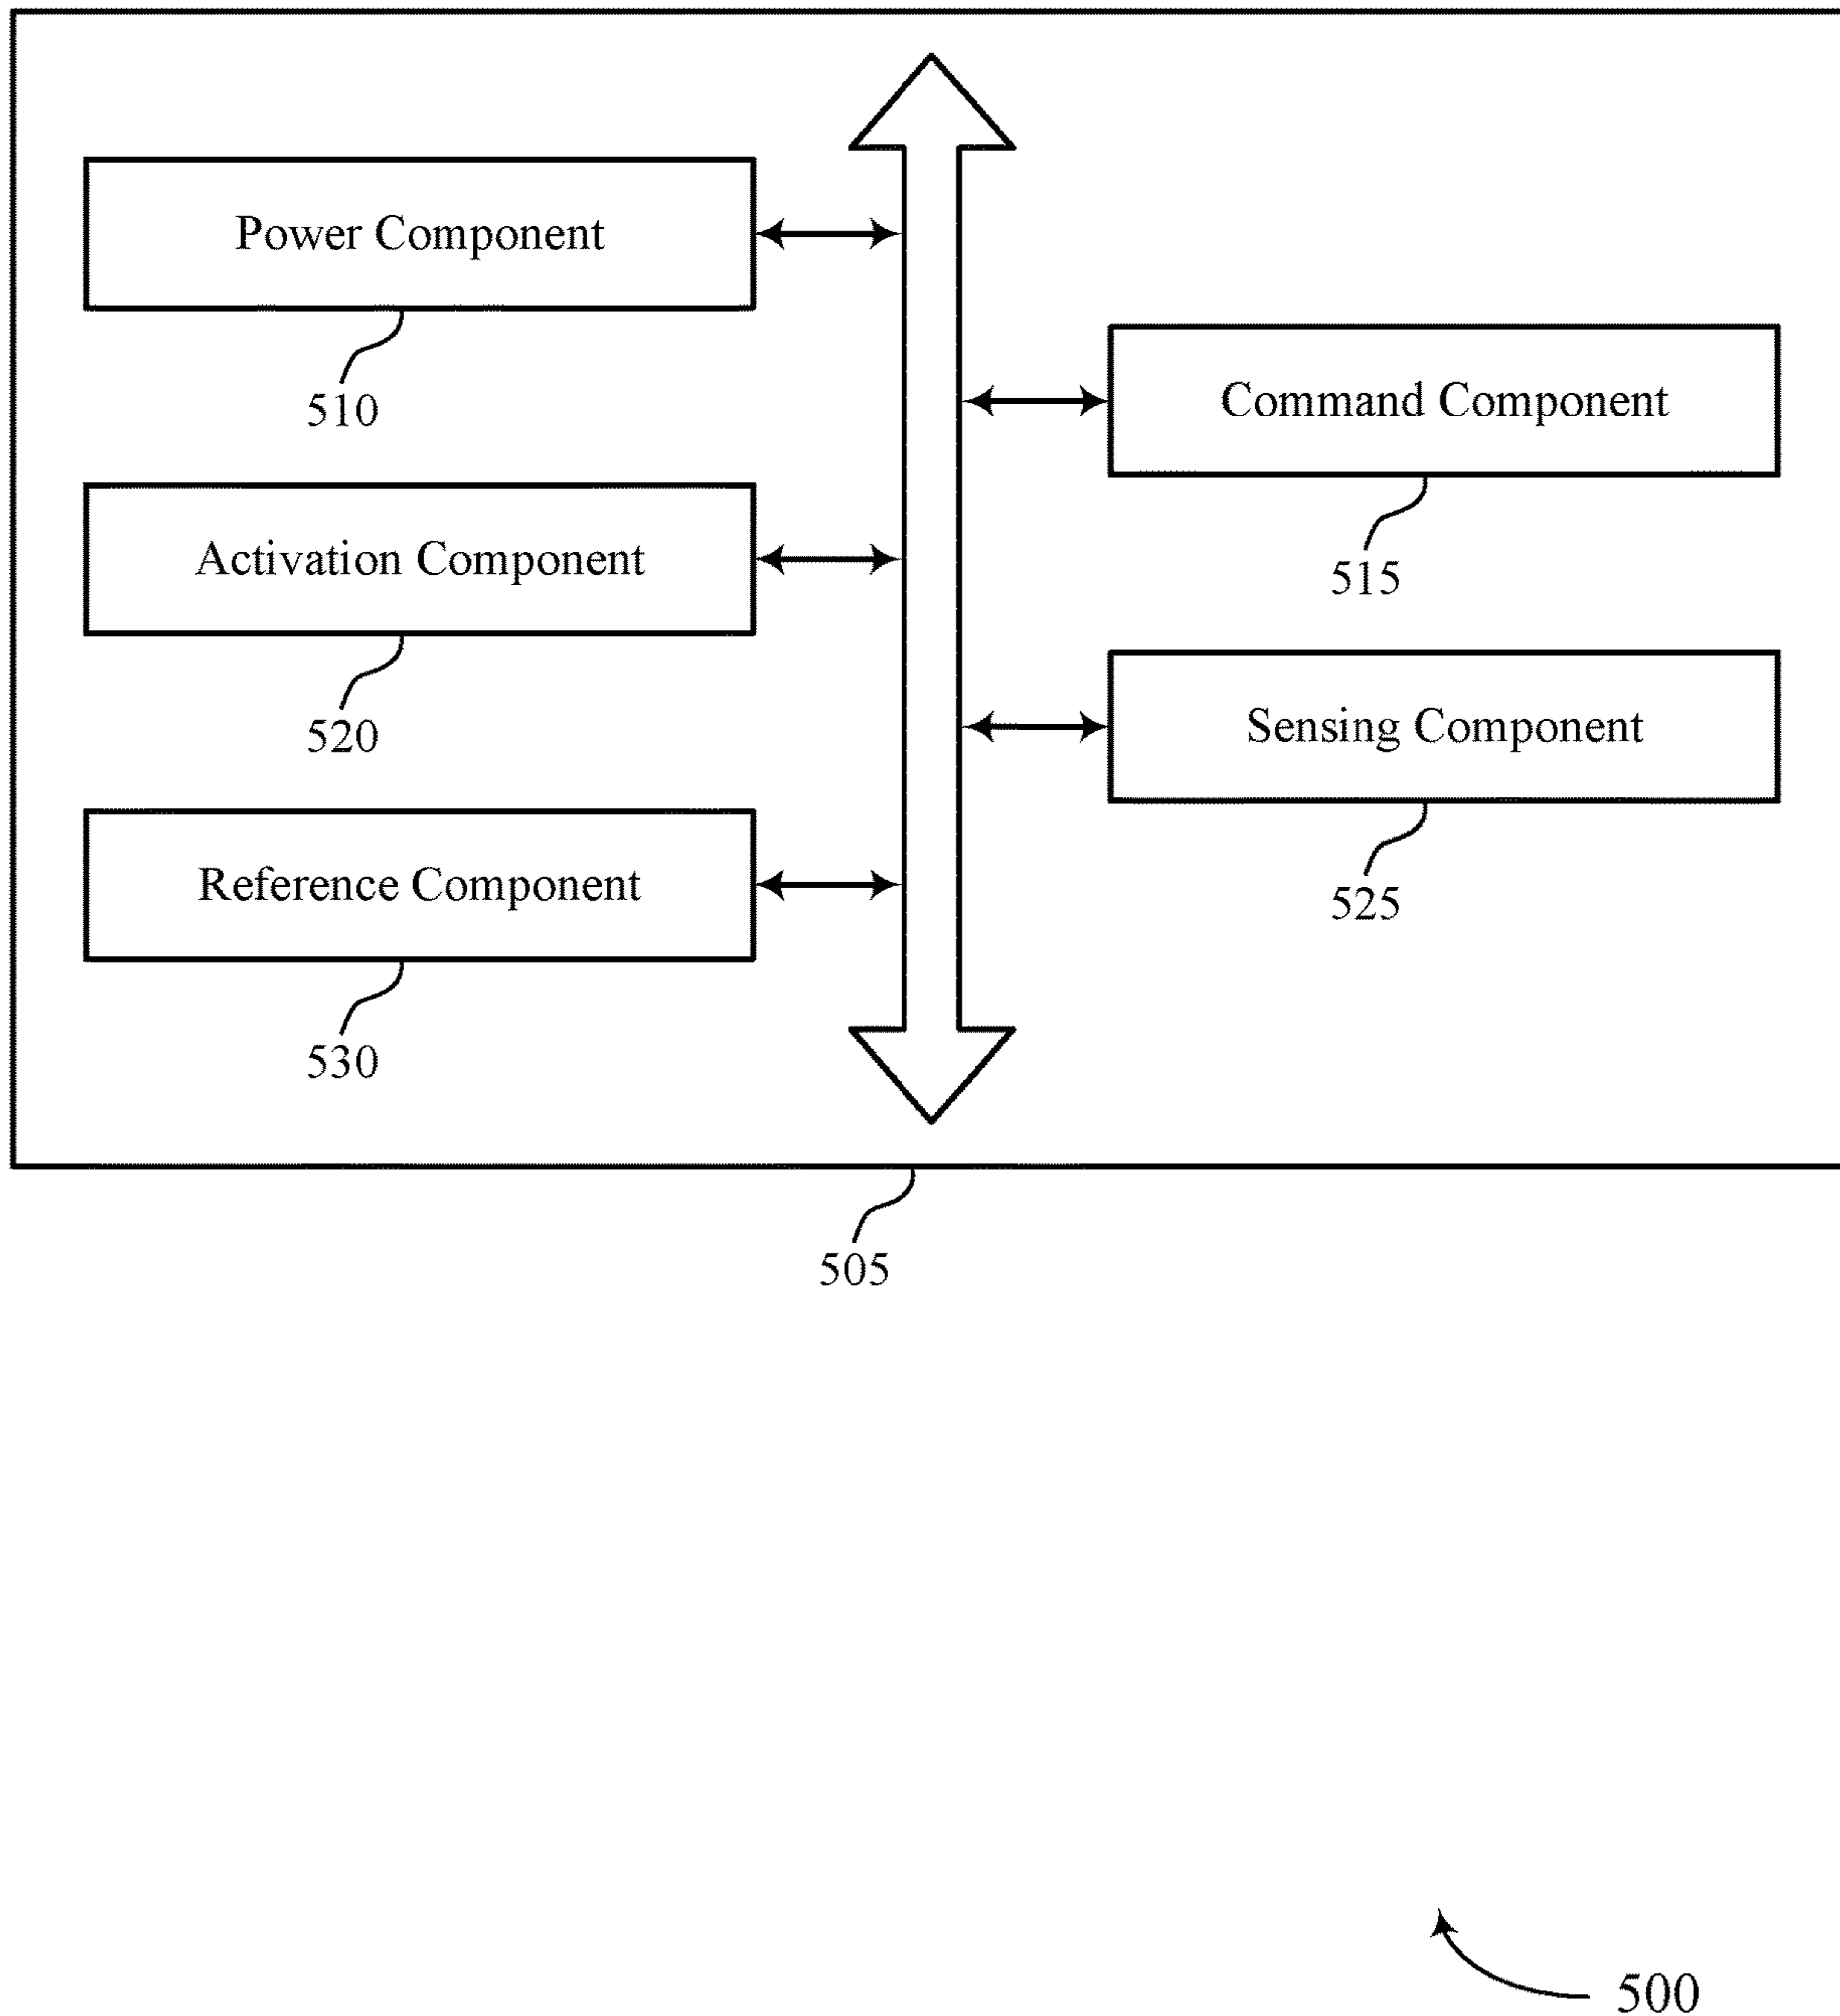 Power Component
510
Command Component
515
Activation Component
520
Sensing Component
525
Reference Component
530
505
500